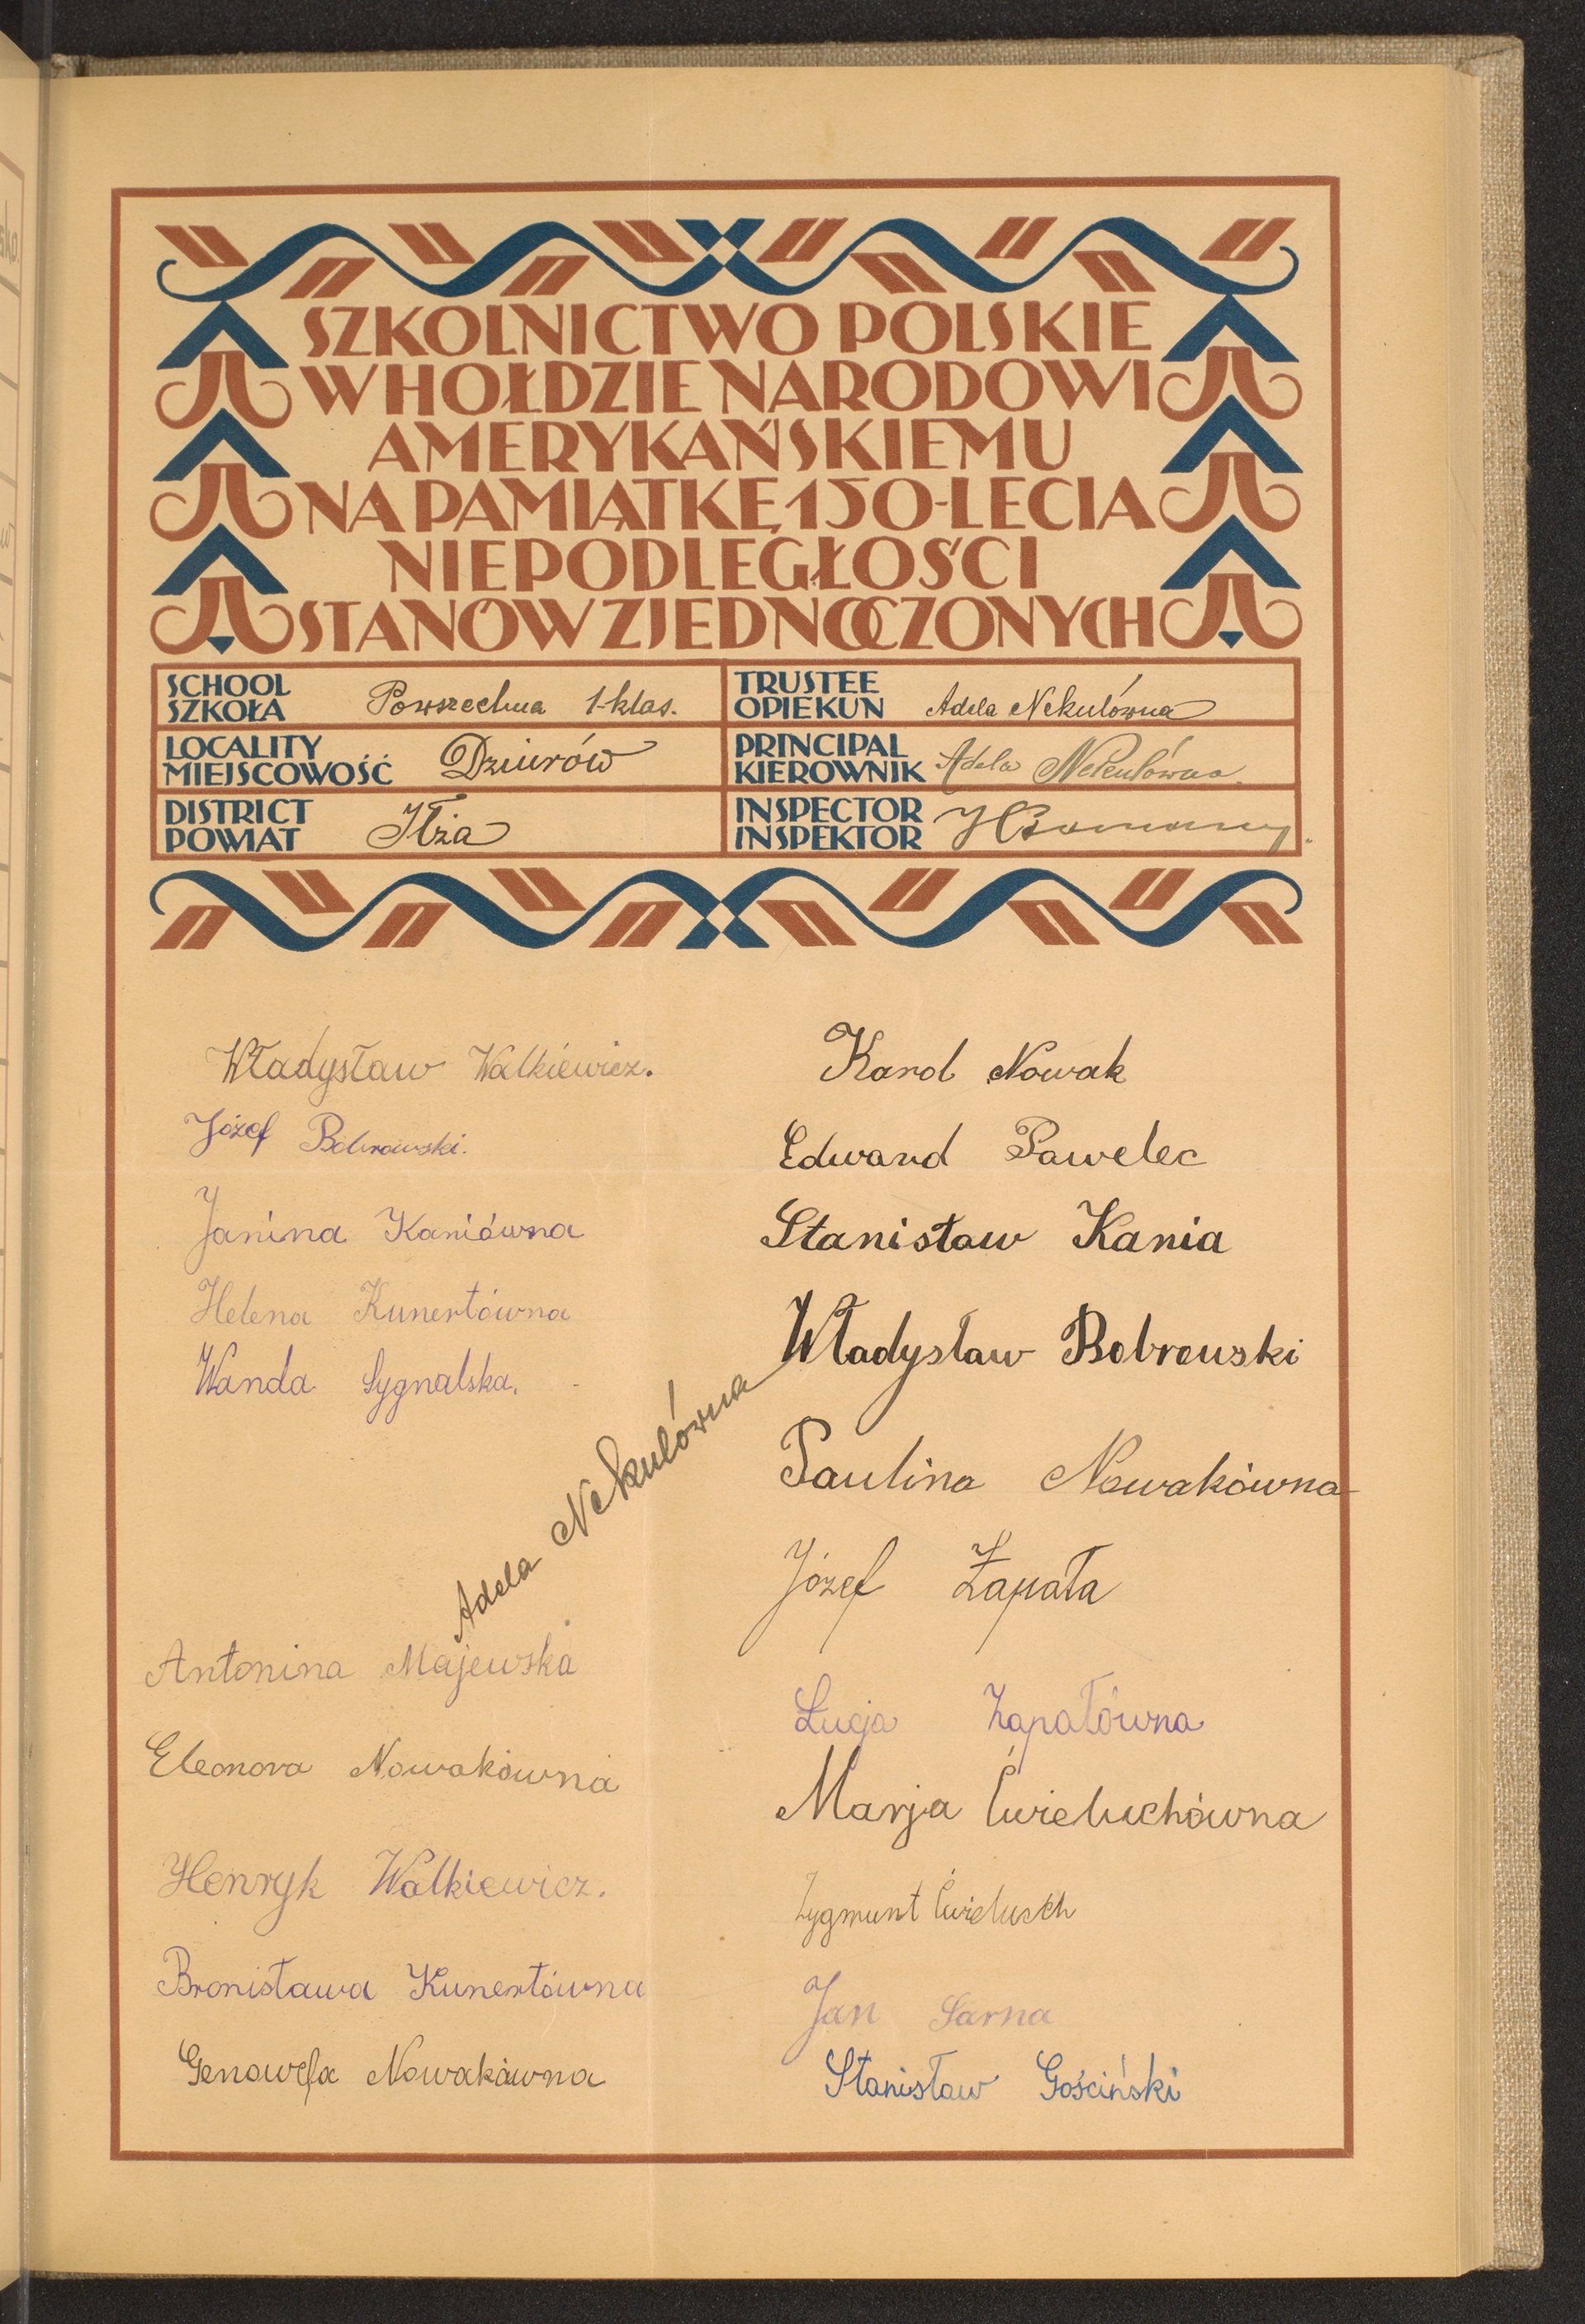 SZKOLNICTWO POLSKIE
W HOŁDZIE NARODOWI
AMERYKAŃSKIEMU
NA PAMIĄTKĘ 150-LECIA
NIEPODLEGŁOŚCI
STANÓW ZJEDNOCZONYCH
SCHOOL
SZKOŁA
Powszechna 1-klas.
TRUSTEE
OPIEKUN
Adela Nekulówna
LOCALITY
MIEJSCOWOŚĆ
Dziurów
PRINCIPAL
KIEROWNIK
Adela Nekulówna
DISTRICT
POWIAT
Iłża
INSPECTOR
INSPEKTOR
Władysław Walkiewicz.
Józef Bobrowski.
Janina Kaniówna
Helena Kunertówna
Wanda Sygnalska.
Adela Nekulówna
Antonina Majewska
Eleonora Nowakówna
Henryk Walkiewicz.
Bronisława Kunertówna
Genowefa Nowakówna
Karol Nowak
Edward Pawelec
Stanisław Kania
Władysław Bobrowski
Paulina Nowakówna
Józef Zapała
Łucja Zapałówna
Marja Ćwieluchówna
Zygmunt Ćwieluch
Jan Sarna
Stanisław Gościński